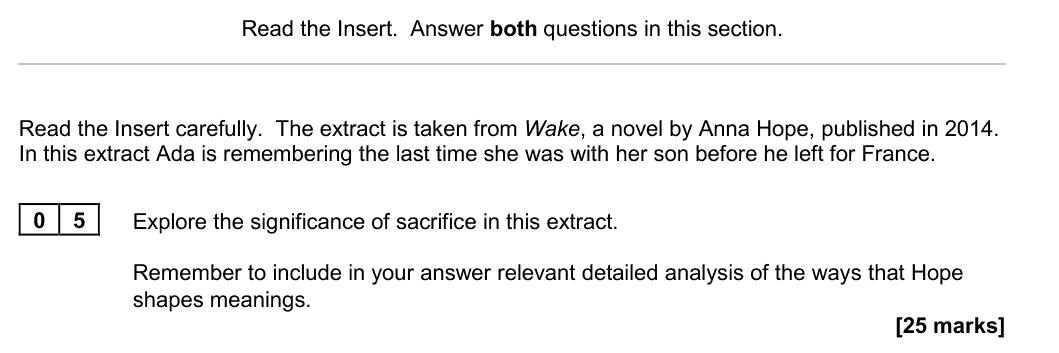 Read the Insert. Answer both questions in this section.
Read the Insert carefully. The extract is taken from Wake, a novel by Anna Hope, published in 2014.
In this extract Ada is remembering the last time she was with her son before he left for France.
0 5 Explore the significance of sacrifice in this extract.
Remember to include in your answer relevant detailed analysis of the ways that Hope
shapes meanings.
[25 marks]